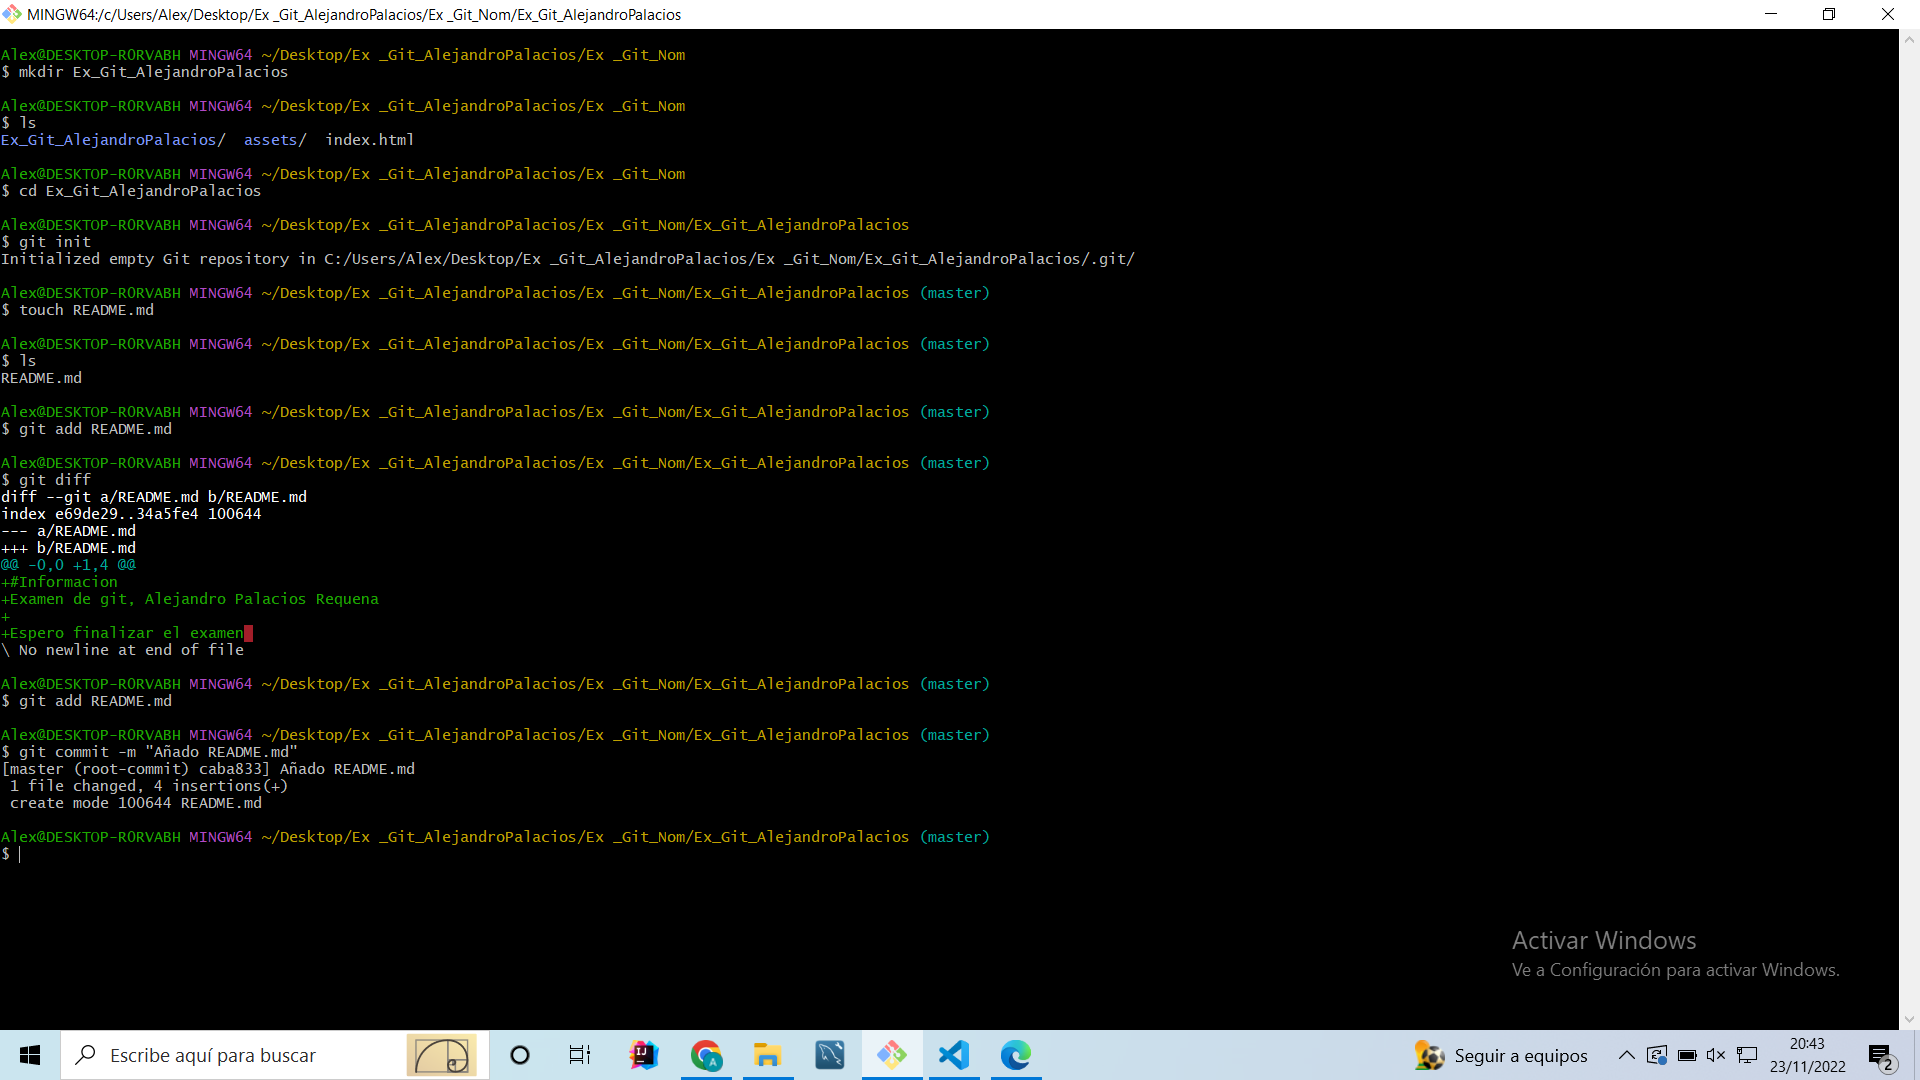 MINGW64:/c/Users/Alex/Desktop/Ex _Git_AlejandroPalacios/Ex _Git_Nom/Ex_Git_AlejandroPalacios
Alex@DESKTOP-RORVABH MINGW64 ~/Desktop/Ex _Git_AlejandroPalacios/Ex _Git_Nom
$ mkdir Ex_Git_AlejandroPalacios
Alex@DESKTOP-RORVABH MINGW64 ~/Desktop/Ex _Git_AlejandroPalacios/Ex _Git_Nom
$ ls
Ex_Git_AlejandroPalacios/  assets/  index.html
Alex@DESKTOP-RORVABH MINGW64 ~/Desktop/Ex _Git_AlejandroPalacios/Ex _Git_Nom
$ cd Ex_Git_AlejandroPalacios
Alex@DESKTOP-RORVABH MINGW64 ~/Desktop/Ex _Git_AlejandroPalacios/Ex _Git_Nom/Ex_Git_AlejandroPalacios
$ git init
Initialized empty Git repository in C:/Users/Alex/Desktop/Ex _Git_AlejandroPalacios/Ex _Git_Nom/Ex_Git_AlejandroPalacios/.git/
Alex@DESKTOP-RORVABH MINGW64 ~/Desktop/Ex _Git_AlejandroPalacios/Ex _Git_Nom/Ex_Git_AlejandroPalacios (master)
$ touch README.md
Alex@DESKTOP-RORVABH MINGW64 ~/Desktop/Ex _Git_AlejandroPalacios/Ex _Git_Nom/Ex_Git_AlejandroPalacios (master)
$ ls
README.md
Alex@DESKTOP-RORVABH MINGW64 ~/Desktop/Ex _Git_AlejandroPalacios/Ex _Git_Nom/Ex_Git_AlejandroPalacios (master)
$ git add README.md
Alex@DESKTOP-RORVABH MINGW64 ~/Desktop/Ex _Git_AlejandroPalacios/Ex _Git_Nom/Ex_Git_AlejandroPalacios (master)
$ git diff
diff --git a/README.md b/README.md
index e69de29..34a5fe4 100644
--- a/README.md
+++ b/README.md
@@ -0,0 +1,4 @@
+#Informacion
+Examen de git, Alejandro Palacios Requena
+
+Espero finalizar el examen
\ No newline at end of file
Alex@DESKTOP-RORVABH MINGW64 ~/Desktop/Ex _Git_AlejandroPalacios/Ex _Git_Nom/Ex_Git_AlejandroPalacios (master)
$ git add README.md
Alex@DESKTOP-RORVABH MINGW64 ~/Desktop/Ex _Git_AlejandroPalacios/Ex _Git_Nom/Ex_Git_AlejandroPalacios (master)
$ git commit -m "Añado README.md"
[master (root-commit) caba833] Añado README.md
 1 file changed, 4 insertions(+)
 create mode 100644 README.md
Alex@DESKTOP-RORVABH MINGW64 ~/Desktop/Ex _Git_AlejandroPalacios/Ex _Git_Nom/Ex_Git_AlejandroPalacios (master)
$
Activar Windows
Ve a Configuración para activar Windows.
Escribe aquí para buscar
Seguir a equipos
20:43
23/11/2022
2